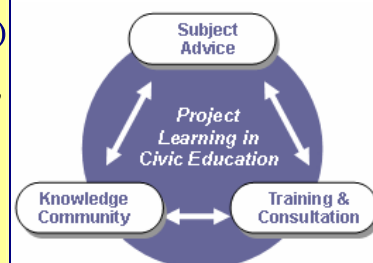 )
Subject
Advice
Project
Learning in
Civic Education
Knowledge
Community
Training &
Consultation